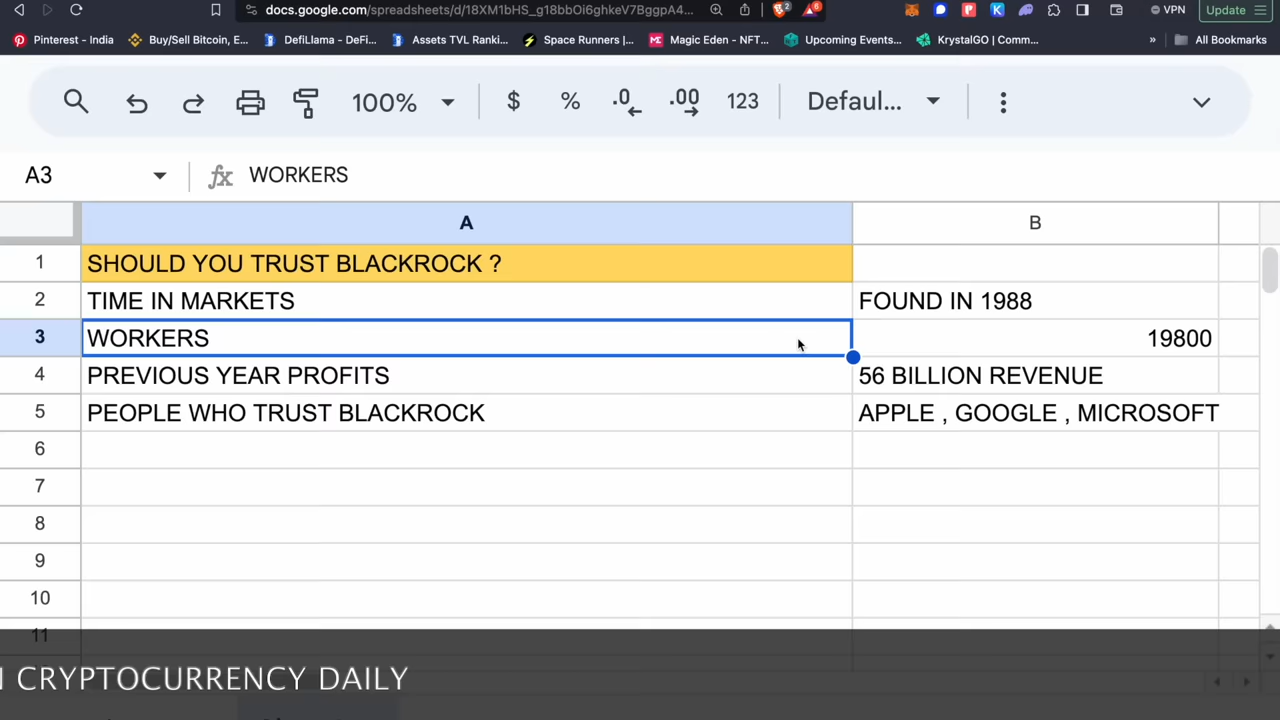 docs.google.com/spreadsheets/d/18XM1bHS_g18bbOi6ghkeV7BggpA4... 2 6 VPN Update
Pinterest - India Buy/Sell Bitcoin, E... DefiLlama - DeFi... Assets TVL Ranki... Space Runners |... Magic Eden - NFT... Upcoming Events... KrystalGO | Comm... » All Bookmarks
100% $ % .0 .00 123 Defaul...
A3 fx WORKERS
A B
1 SHOULD YOU TRUST BLACKROCK ?
2 TIME IN MARKETS FOUND IN 1988
3 WORKERS 19800
4 PREVIOUS YEAR PROFITS 56 BILLION REVENUE
5 PEOPLE WHO TRUST BLACKROCK APPLE , GOOGLE , MICROSOFT
6
7
8
9
10
11
CRYPTOCURRENCY DAILY